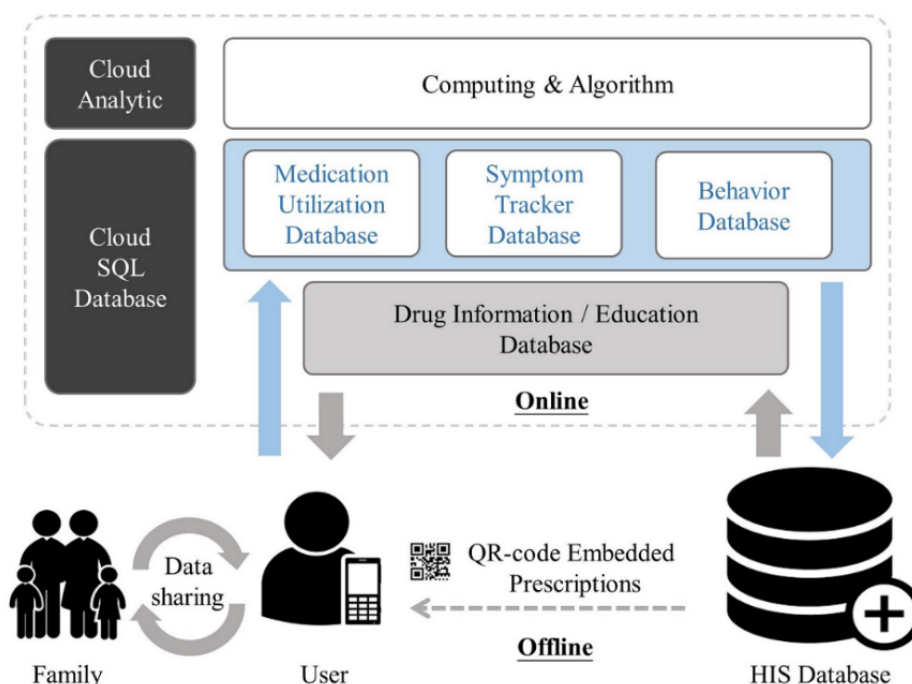 Cloud
Analytic
Computing & Algorithm
Cloud
SQL
Database
Medication
Utilization
Database
Symptom
Tracker
Database
Behavior
Database
Drug Information / Education
Database
Online
Data
sharing
QR-code Embedded
Prescriptions
Offline
Family
User
HIS Database